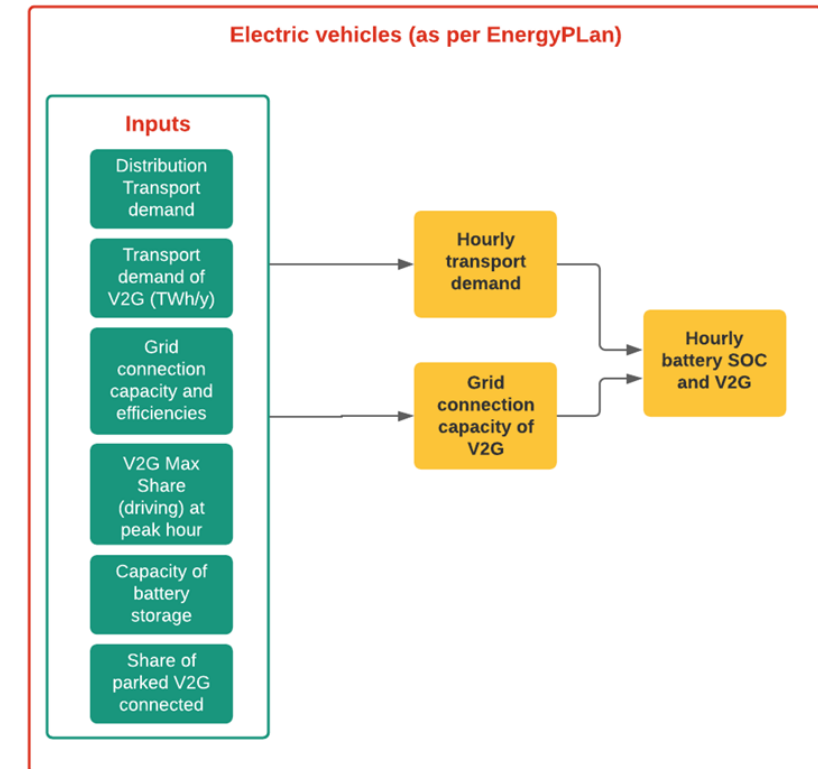 Electric vehicles (as per EnergyPLan)
Inputs
Distribution
Transport
demand
Transport
demand of
V2G (TWh/y)
Grid
connection
capacity and
efficiencies
V2G Max
Share
(driving) at
peak hour
Capacity of
battery
storage
Share of
parked V2G
connected
Hourly
transport
demand
Grid
connection
capacity of
V2G
Hourly
battery SOC
and V2G